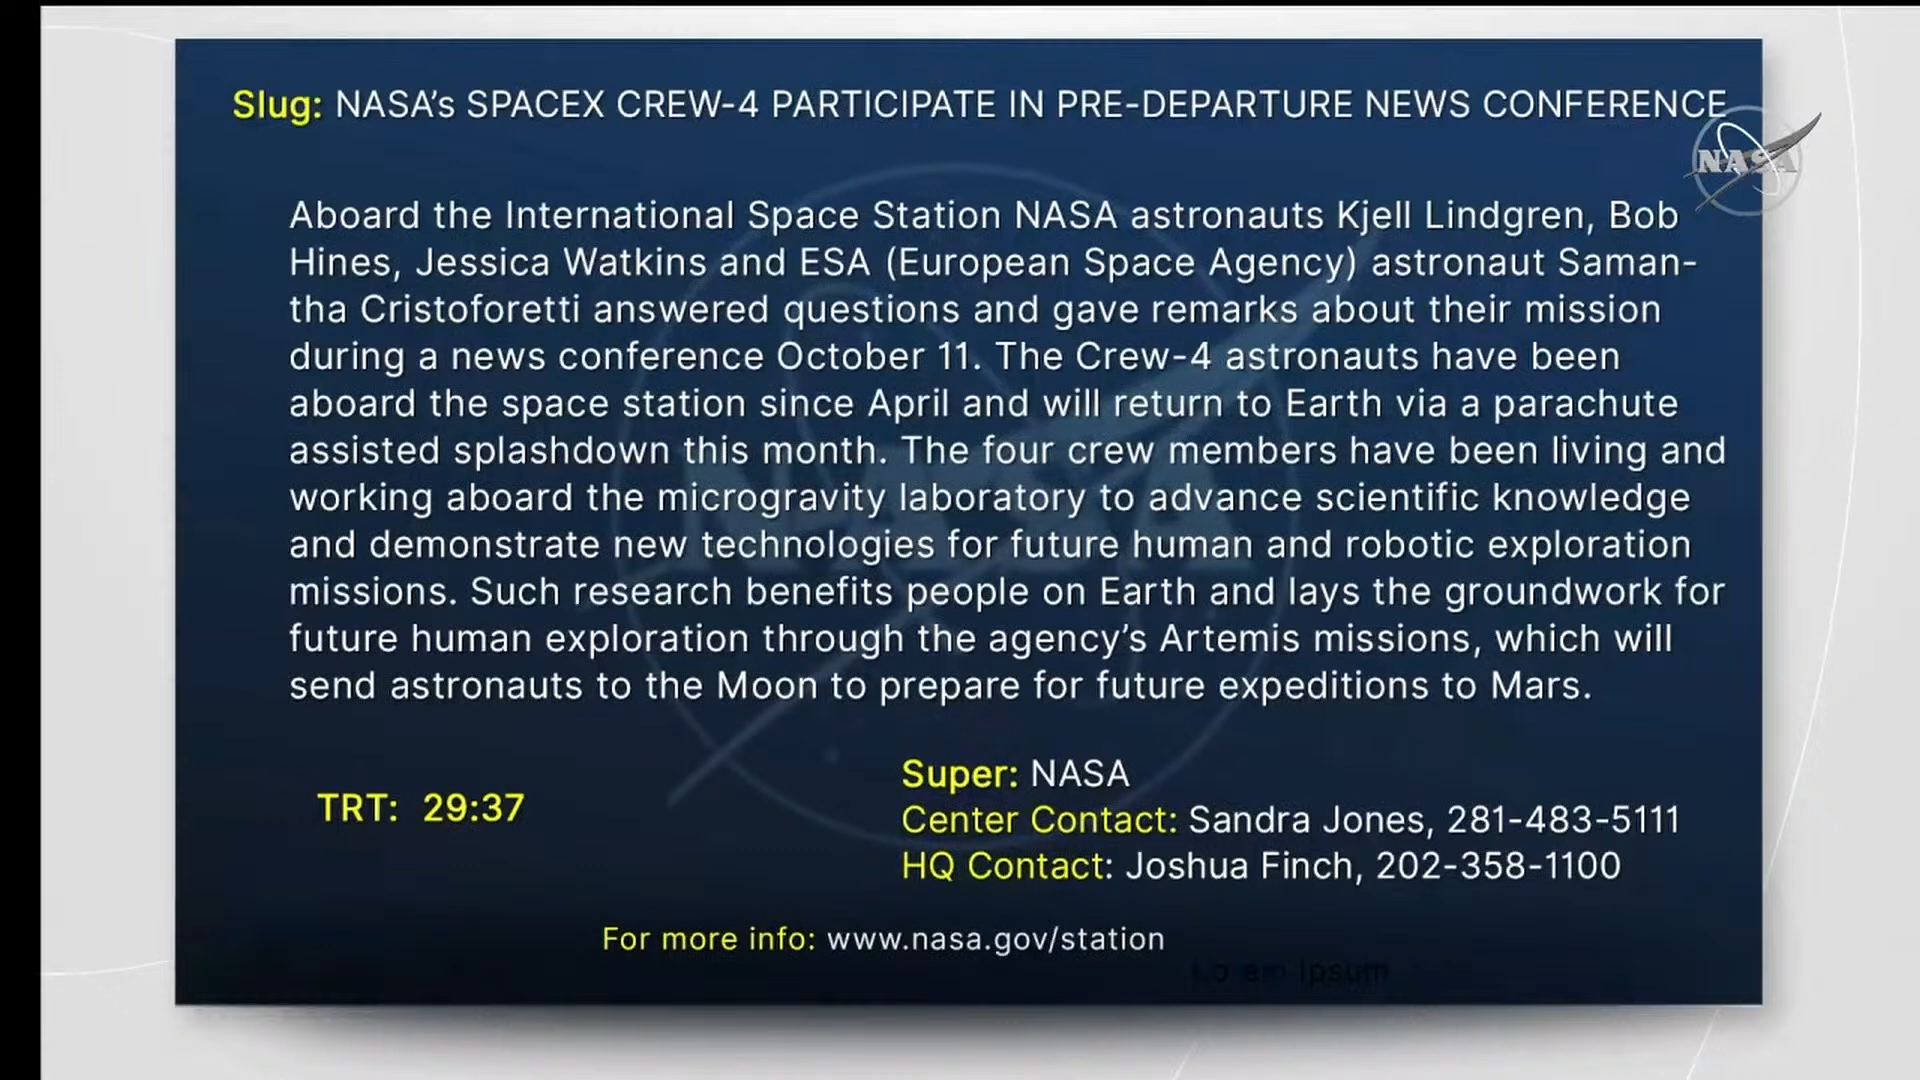 Slug: NASA's SPACEX CREW-4 PARTICIPATE IN PRE-DEPARTURE NEWS CONFERENCE
NASA
Aboard the International Space Station NASA astronauts Kjell Lindgren, Bob
Hines, Jessica Watkins and ESA (European Space Agency) astronaut Saman-
tha Cristoforetti answered questions and gave remarks about their mission
during a news conference October 11. The Crew-4 astronauts have been
aboard the space station since April and will return to Earth via a parachute
assisted splashdown this month. The four crew members have been living and
working aboard the microgravity laboratory to advance scientific knowledge
and demonstrate new technologies for future human and robotic exploration
missions. Such research benefits people on Earth and lays the groundwork for
future human exploration through the agency's Artemis missions, which will
send astronauts to the Moon to prepare for future expeditions to Mars.
TRT: 29:37
Super: NASA
Center Contact: Sandra Jones, 281-483-5111
HQ Contact: Joshua Finch, 202-358-1100
For more info: www.nasa.gov/station
Lorem Ipsum